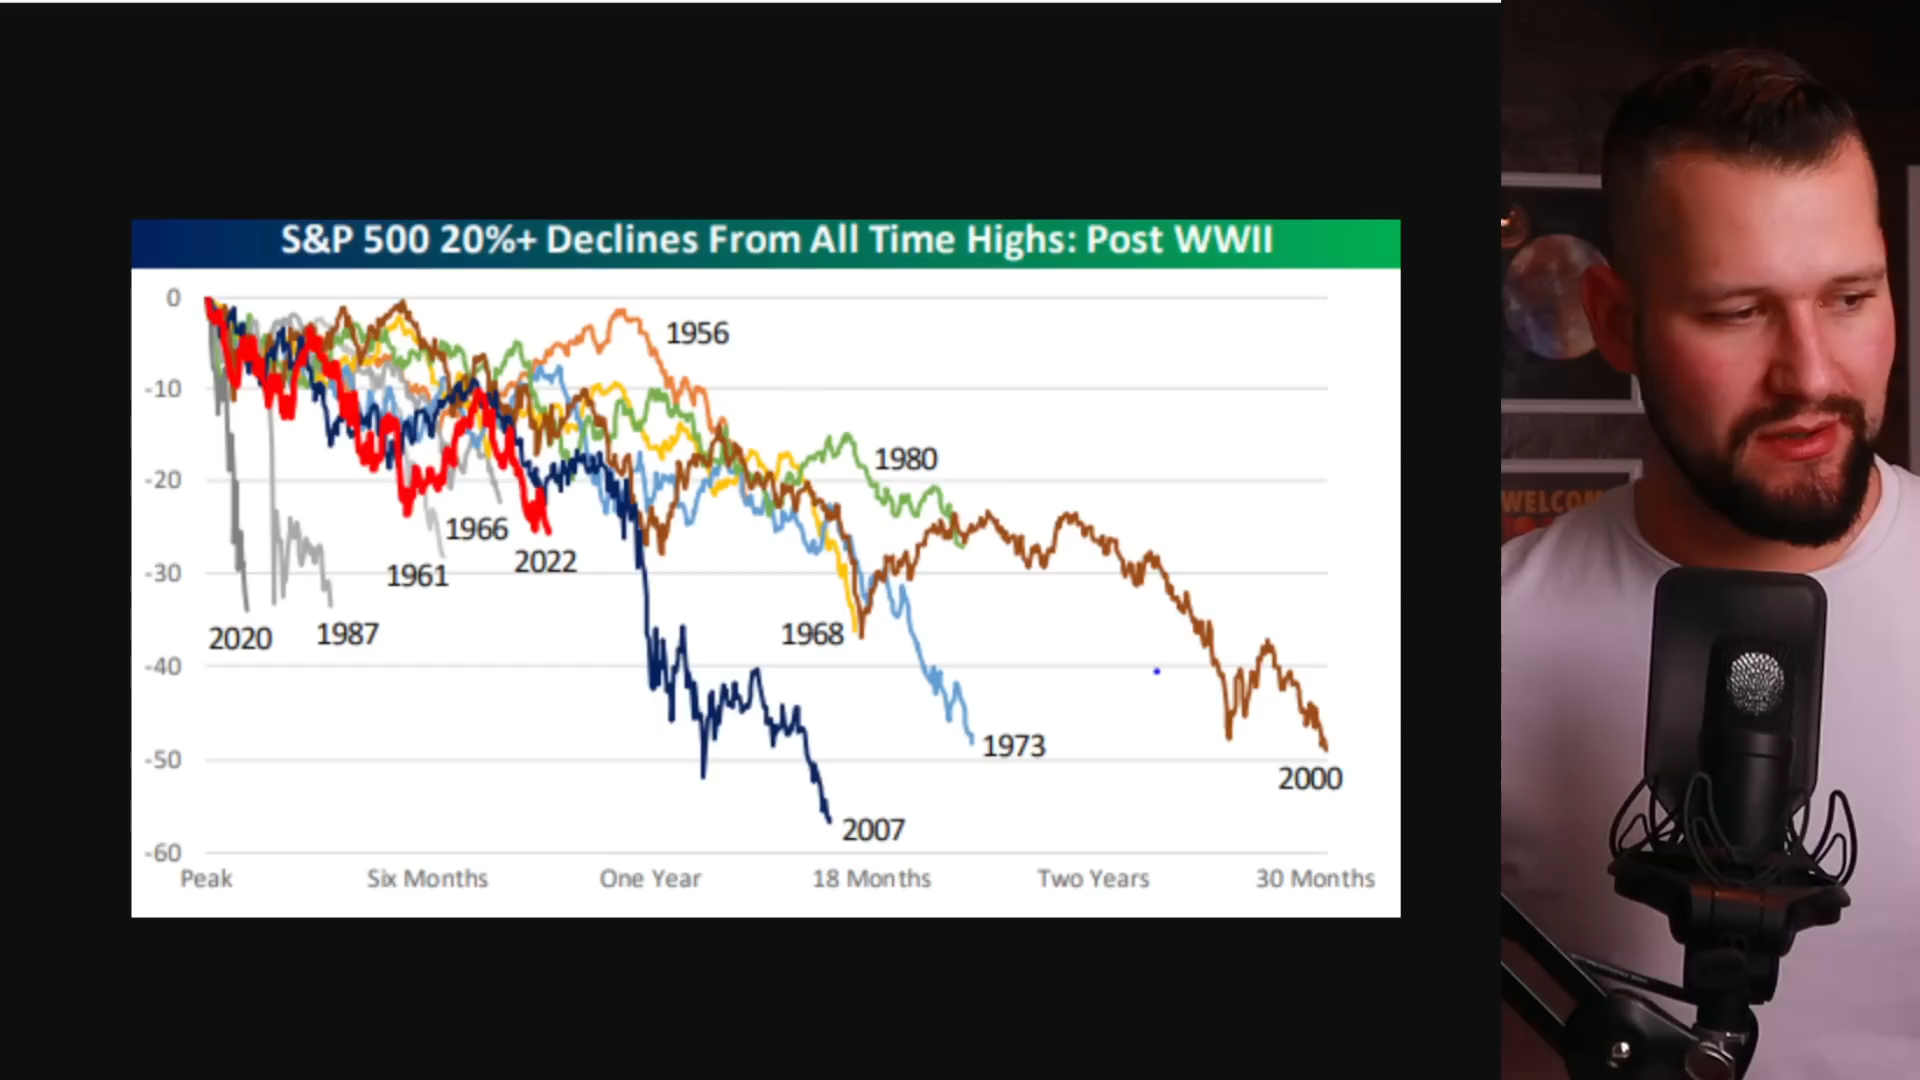 S&P 500 20%+ Declines From All Time Highs: Post WWII
0
-10
-20
-30
-40
-50
-60
1956
1980
1966
2022
1961
2020
1987
1968
1973
2000
2007
Peak
Six Months
One Year
18 Months
Two Years
30 Months
WELCOM